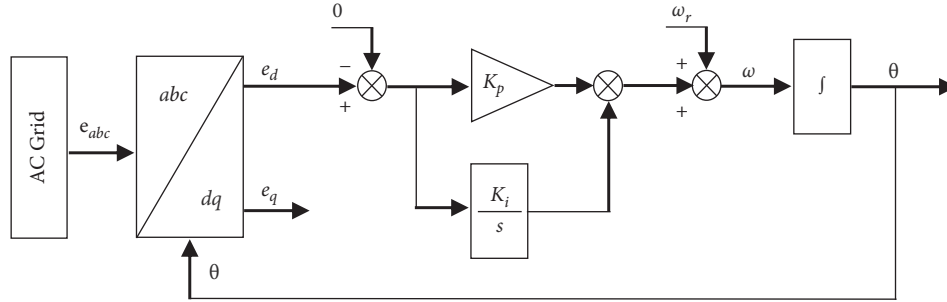 0
ω_r
−
+
e_d
abc
K_p
+
+
ω
∫
θ
AC Grid
e_abc
dq
e_q
K_i
s
θ